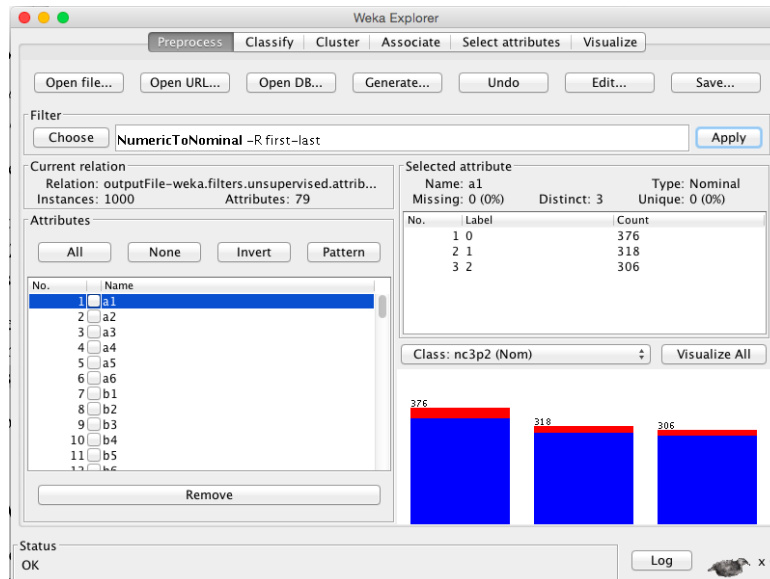 Weka Explorer
Preprocess Classify Cluster Associate Select attributes Visualize
Open file... Open URL... Open DB... Generate... Undo Edit... Save...
Filter
Choose NumericToNominal -R first-last Apply
Current relation
Relation: outputFile-weka.filters.unsupervised.attrib...
Instances: 1000 Attributes: 79
Selected attribute
Name: a1 Type: Nominal
Missing: 0 (0%) Distinct: 3 Unique: 0 (0%)
No. Label Count
1 0 376
2 1 318
3 2 306
Attributes
All None Invert Pattern
No. Name
1 a1
2 a2
3 a3
4 a4
5 a5
6 a6
7 b1
8 b2
9 b3
10 b4
11 b5
12 b6
Remove
Class: nc3p2 (Nom) Visualize All
376
318
306
Status
OK
Log x